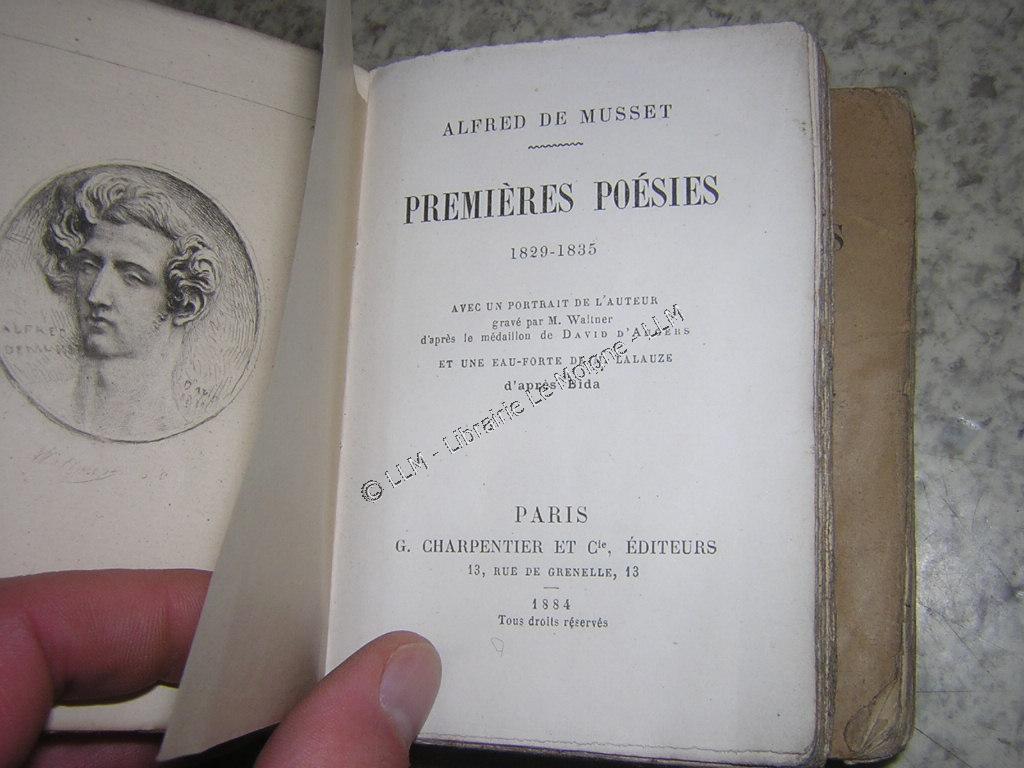 ALFRED DE MUSSET
PREMIÈRES POÉSIES
1829-1835
AVEC UN PORTRAIT DE L'AUTEUR
gravé par M. Waltner
d'après le médaillon de DAVID D'ANGERS
ET UNE EAU-FORTE DE M. LALAUZE
d'après Bida
© LLM - Librairie Le Moigne - LLM
PARIS
G. CHARPENTIER ET Cie, ÉDITEURS
13, RUE DE GRENELLE, 13
1884
Tous droits réservés